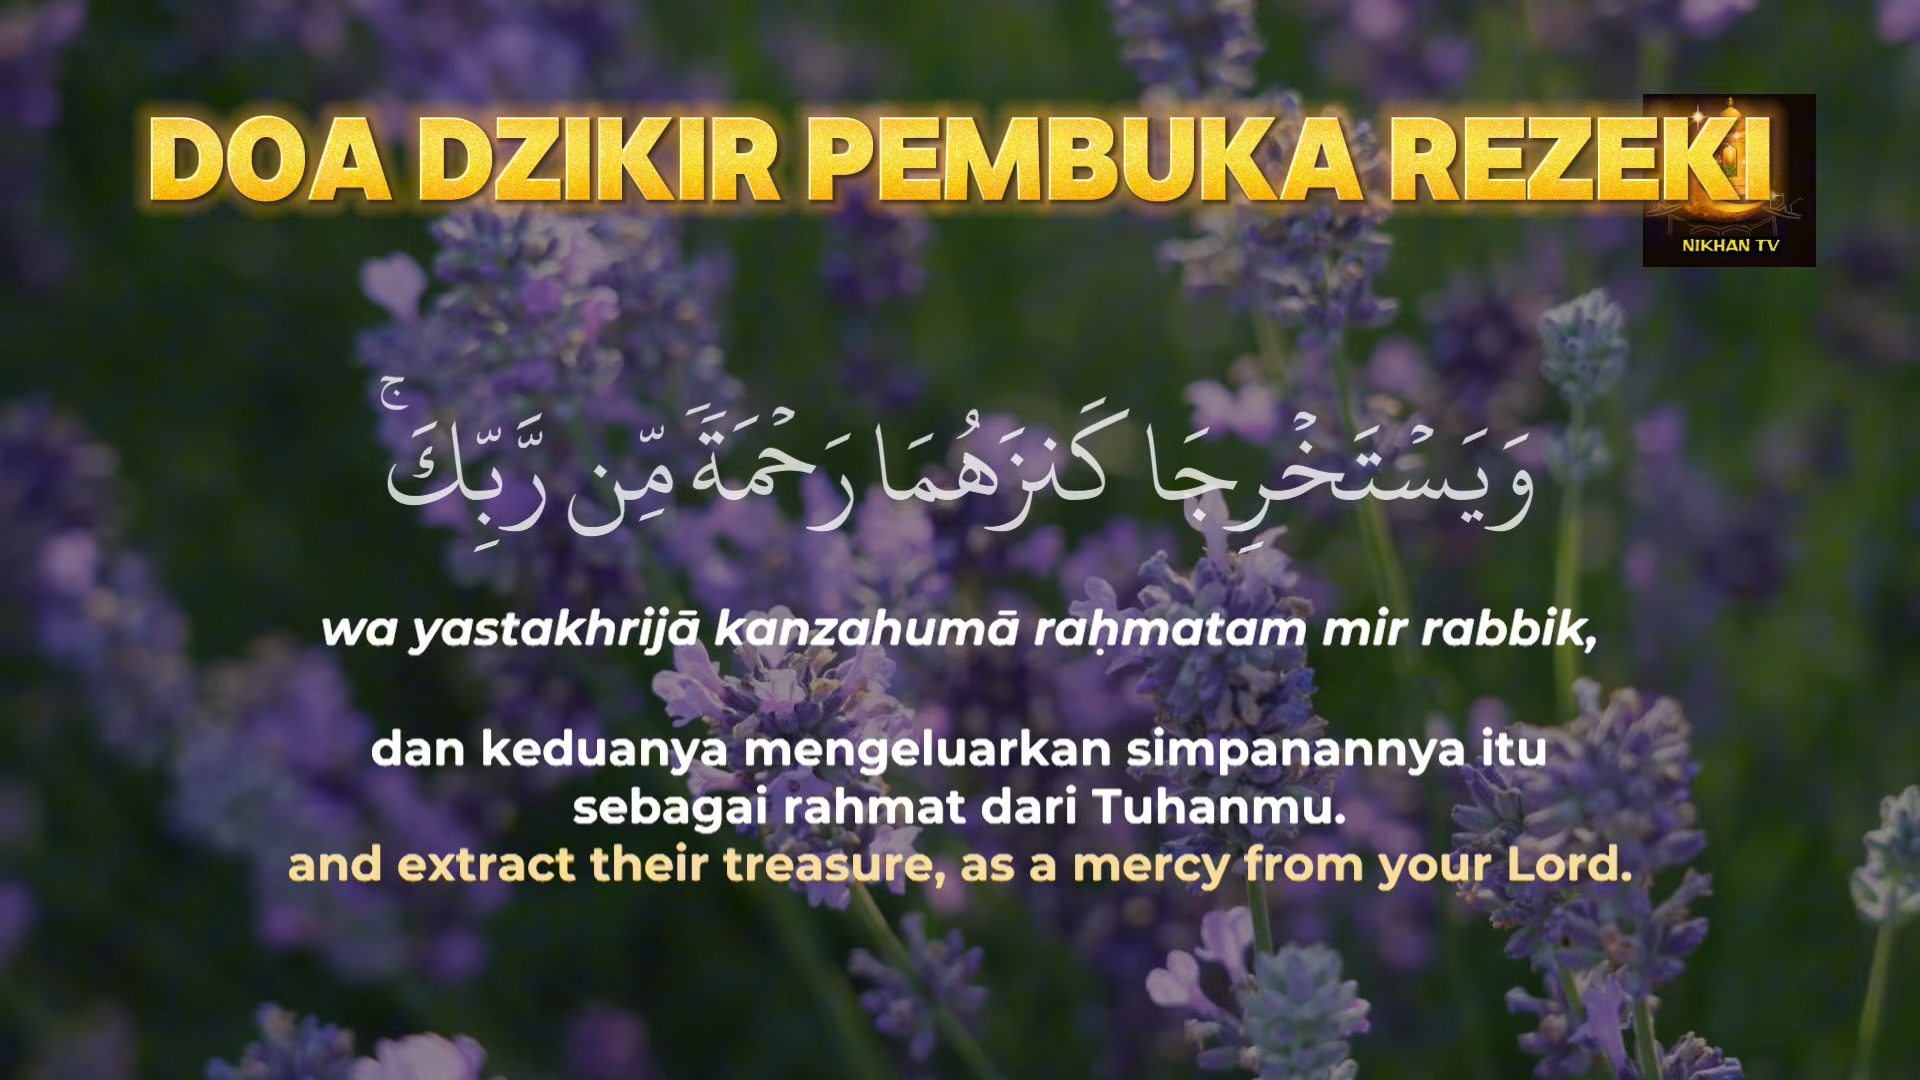 DOA DZIKIR PEMBUKA REZEKI
NIKHAN TV
وَيَسْتَخْرِجَا كَنزَهُمَا رَحْمَةً مِّن رَّبِّكَ ۚ
wa yastakhrijā kanzahumā raḥmatam mir rabbik,
dan keduanya mengeluarkan simpanannya itu
sebagai rahmat dari Tuhanmu.
and extract their treasure, as a mercy from your Lord.